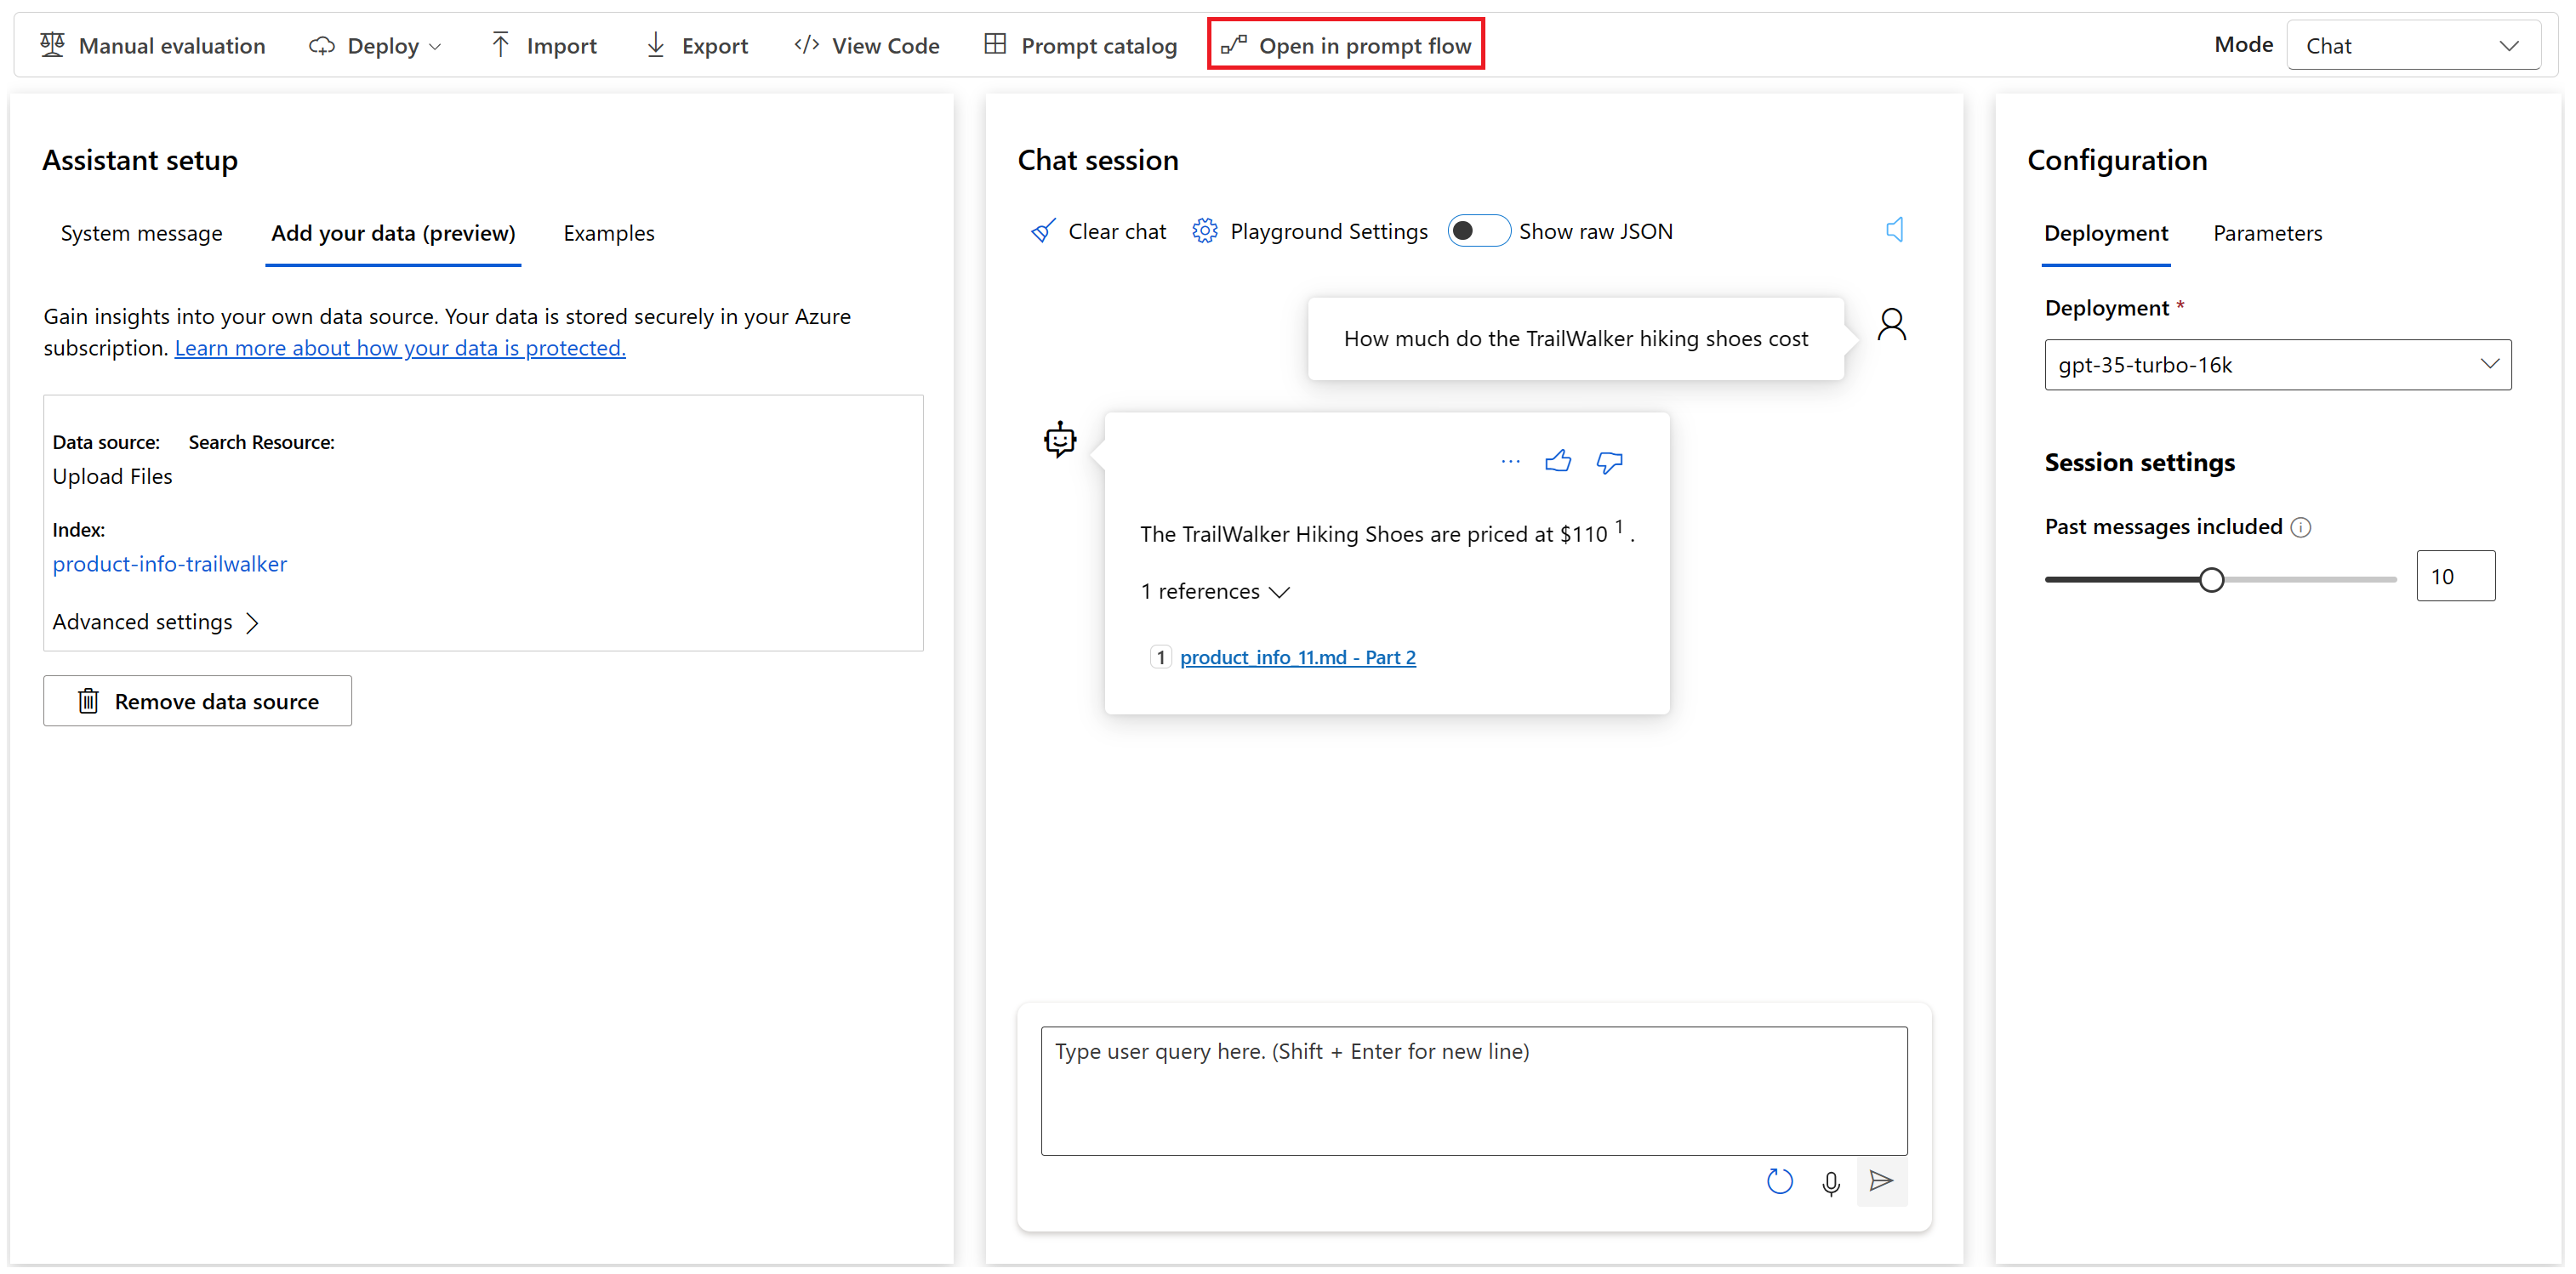 Manual evaluation Deploy Import Export View Code Prompt catalog Open in prompt flow Mode Chat
Assistant setup
System message Add your data (preview) Examples
Gain insights into your own data source. Your data is stored securely in your Azure
subscription. Learn more about how your data is protected.
Data source: Search Resource:
Upload Files
Index:
product-info-trailwalker
Advanced settings
Remove data source
Chat session
Clear chat Playground Settings Show raw JSON
How much do the TrailWalker hiking shoes cost
The TrailWalker Hiking Shoes are priced at $110 1 .
1 references
1 product_info_11.md - Part 2
Type user query here. (Shift + Enter for new line)
Configuration
Deployment Parameters
Deployment *
gpt-35-turbo-16k
Session settings
Past messages included
10